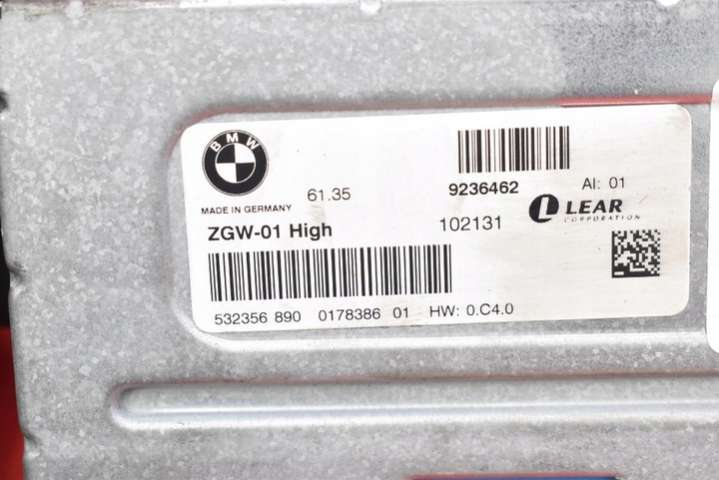 BMW
MADE IN GERMANY
61.35
9236462
AI: 01
ZGW-01 High
102131
LEAR
CORPORATION
532356 890 0178386 01 HW: 0.C4.0